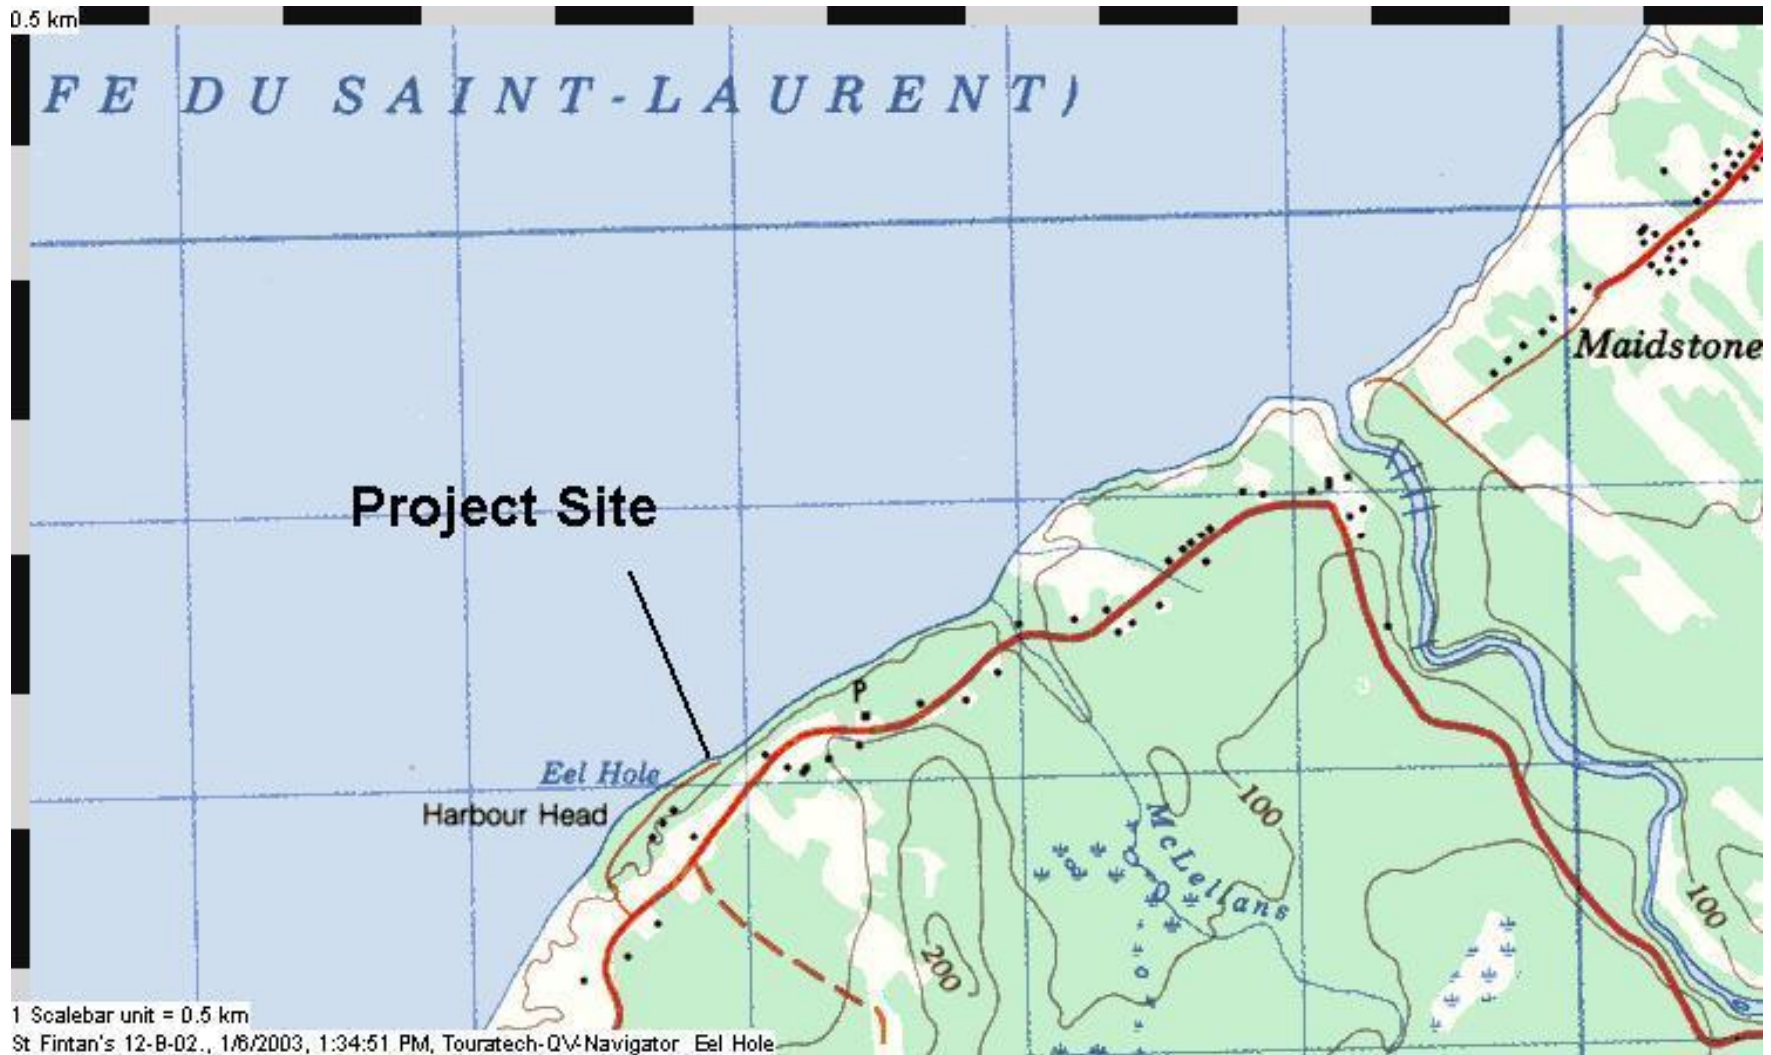 0.5 km
FE DU SAINT-LAURENT)
Maidstone
Project Site
P
Eel Hole
Harbour Head
100
McLellans
100
200
1 Scalebar unit = 0.5 km
St Fintan's 12-B-02., 1/6/2003, 1:34:51 PM, Touratech-QV-Navigator Eel Hole